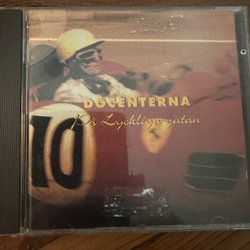 DOCENTERNA
På Lyckliga gatan
10